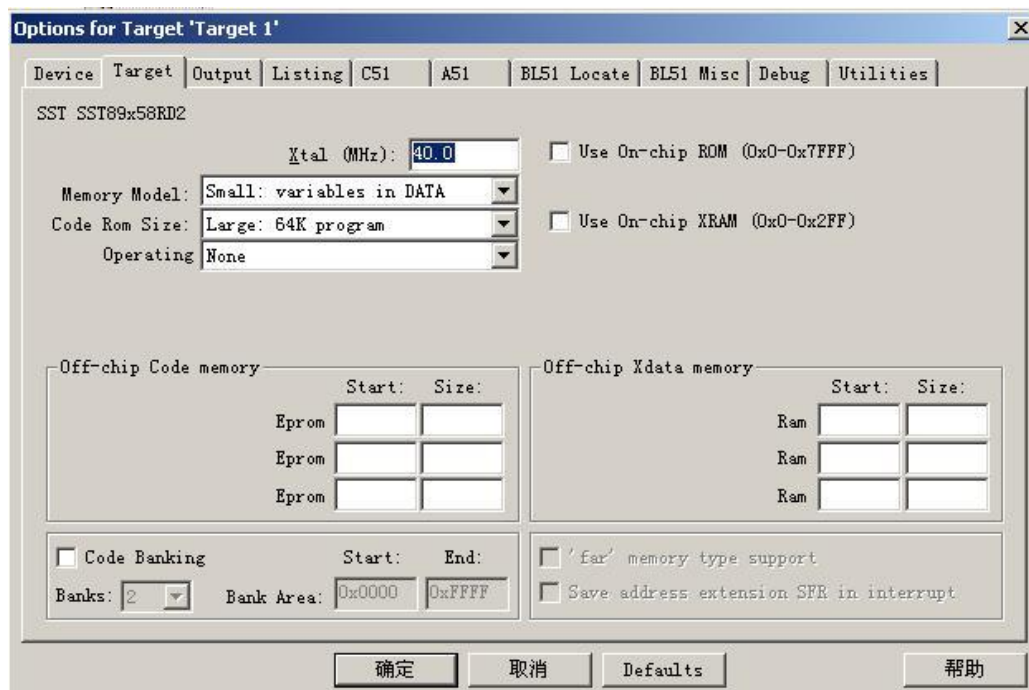 Options for Target 'Target 1'
Device Target Output Listing C51 A51 BL51 Locate BL51 Misc Debug Utilities
SST SST89x58RD2
Xtal (MHz): 40.0 Use On-chip ROM (0x0-0x7FFF)
Memory Model: Small: variables in DATA
Code Rom Size: Large: 64K program Use On-chip XRAM (0x0-0x2FF)
Operating None
Off-chip Code memory Off-chip Xdata memory
Start: Size: Start: Size:
Eprom Ram
Eprom Ram
Eprom Ram
Code Banking Start: End: 'far' memory type support
Banks: 2 Bank Area: 0x0000 0xFFFF Save address extension SFR in interrupt
确定 取消 Defaults 帮助